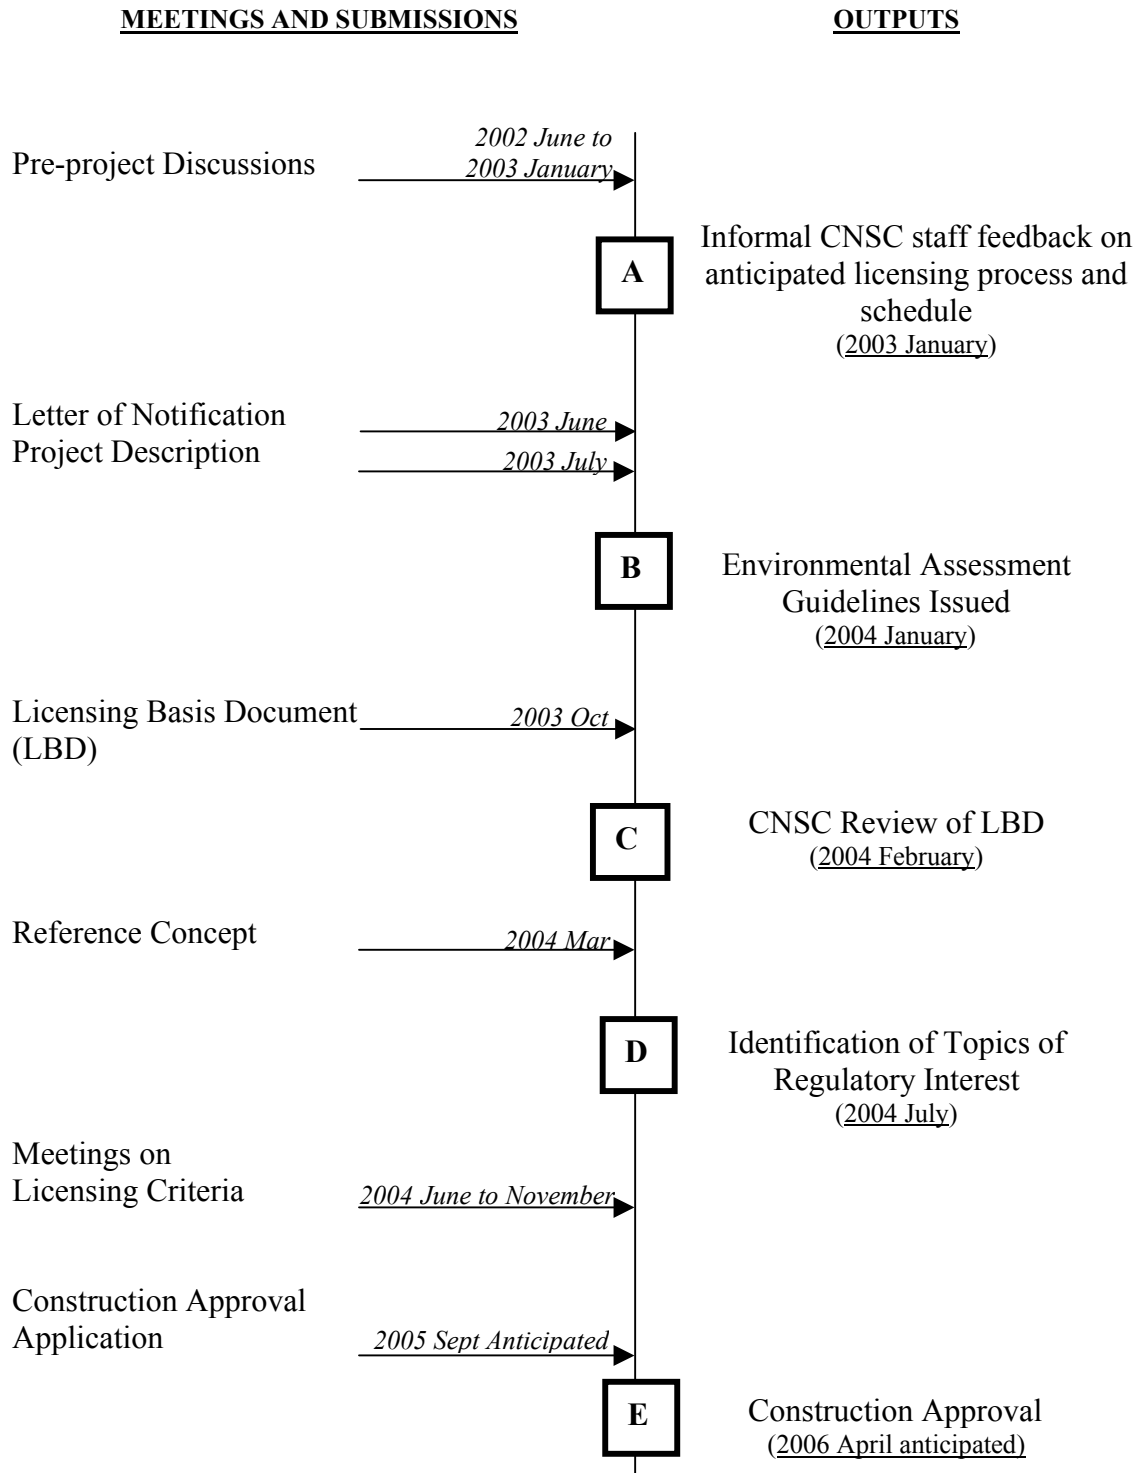 MEETINGS AND SUBMISSIONS
OUTPUTS
Pre-project Discussions
2002 June to
2003 January
A
Informal CNSC staff feedback on
anticipated licensing process and
schedule
(2003 January)
Letter of Notification
2003 June
Project Description
2003 July
B
Environmental Assessment
Guidelines Issued
(2004 January)
Licensing Basis Document
(LBD)
2003 Oct
C
CNSC Review of LBD
(2004 February)
Reference Concept
2004 Mar
D
Identification of Topics of
Regulatory Interest
(2004 July)
Meetings on
Licensing Criteria
2004 June to November
Construction Approval
Application
2005 Sept Anticipated
E
Construction Approval
(2006 April anticipated)